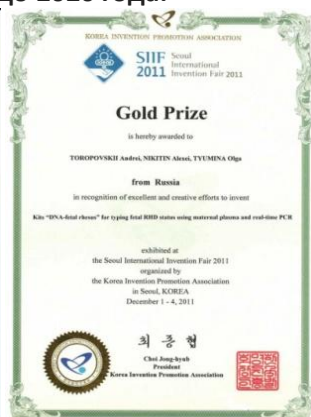 KOREA INVENTION PROMOTION ASSOCIATION
SIIF 2011 Seoul International Invention Fair 2011
Gold Prize
is hereby awarded to
TOROPOVSKII Andrei, NIKITIN Alexei, TYUMINA Olga
from Russia
in recognition of excellent and creative efforts to invent
Kits "DNA-fetal rhesus" for typing fetal RHD status using maternal plasma and real-time PCR
exhibited at
the Seoul International Invention Fair 2011
organized by
the Korea Invention Promotion Association
in Seoul, KOREA
December 1 - 4, 2011
최종협
Choi Jong-hyub
President
Korea Invention Promotion Association